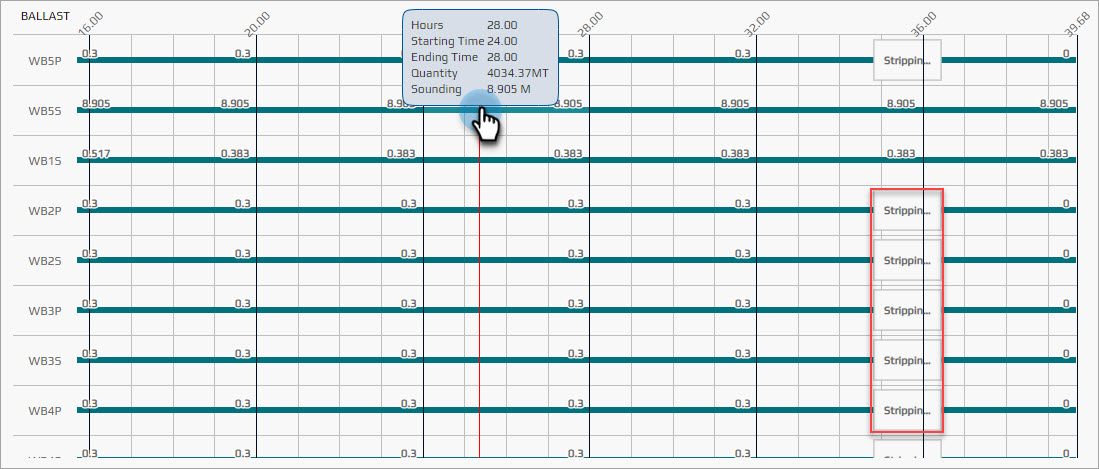 BALLAST
16.00 20.00 28.00 32.00 36.00 39.68
Hours 28.00
Starting Time 24.00
Ending Time 28.00
Quantity 4034.37MT
Sounding 8.905 M
WB5P 0.3 0.3 0.3 0.3 Strippin... 0
WB5S 8.905 8.905 8.905 8.905 8.905 8.905
WB1S 0.517 0.383 0.383 0.383 0.383 0.383 0.383
WB2P 0.3 0.3 0.3 0.3 0.3 Strippin... 0
WB2S 0.3 0.3 0.3 0.3 0.3 Strippin... 0
WB3P 0.3 0.3 0.3 0.3 0.3 Strippin... 0
WB3S 0.3 0.3 0.3 0.3 0.3 Strippin... 0
WB4P 0.3 0.3 0.3 0.3 0.3 Strippin... 0
0.3 0.3 0.3 0.3 0.3 0